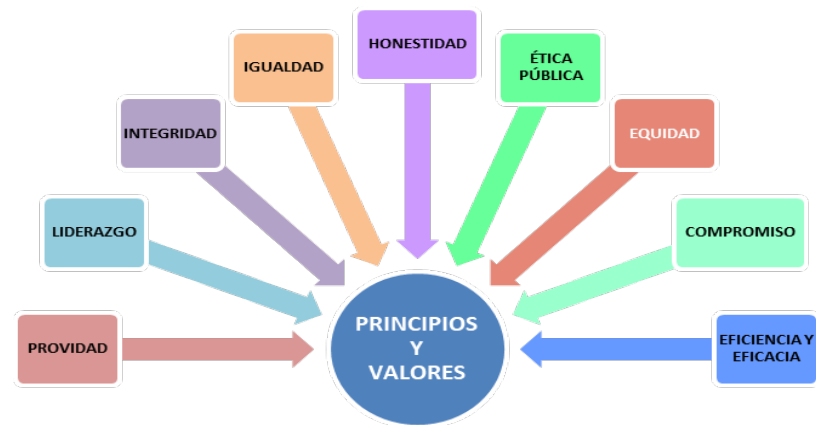 HONESTIDAD
IGUALDAD
ÉTICA
PÚBLICA
INTEGRIDAD
EQUIDAD
LIDERAZGO
COMPROMISO
PROVIDAD
PRINCIPIOS
Y
VALORES
EFICIENCIA Y
EFICACIA